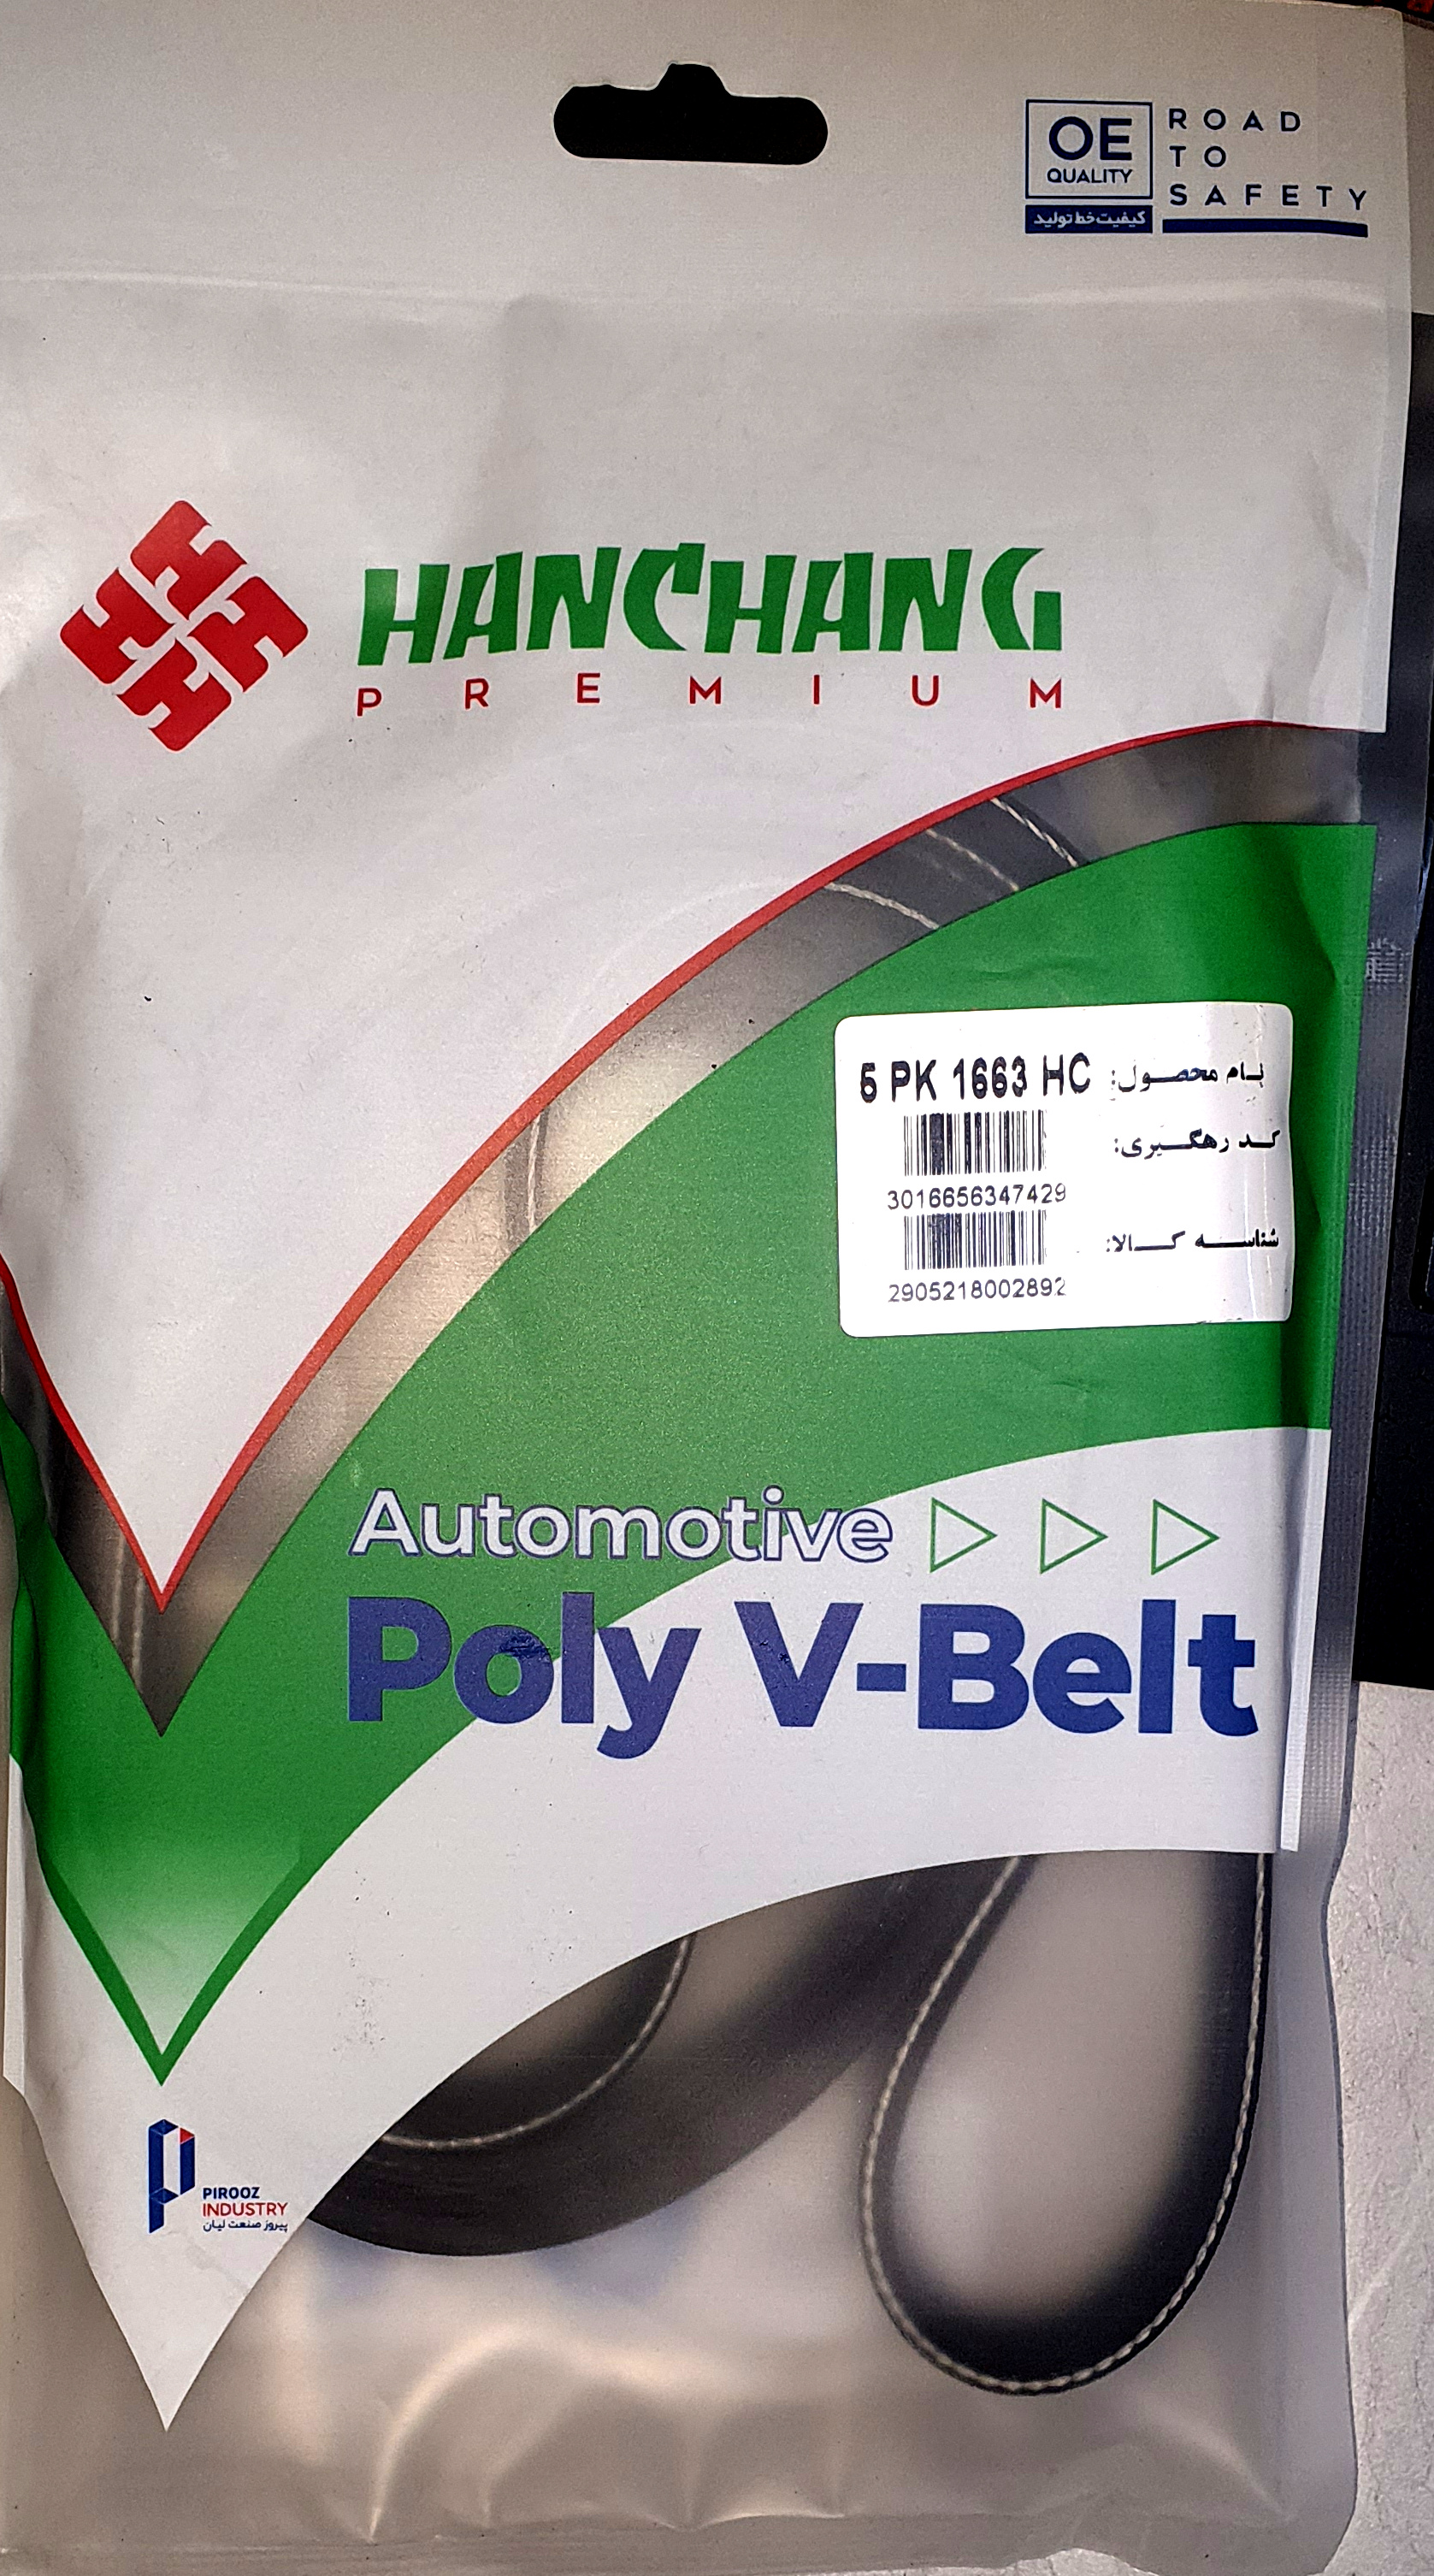 OE
QUALITY
کیفیت خط تولید
ROAD
TO
SAFETY
HANCHANG
PREMIUM
نام محصول: 5 PK 1663 HC
کد رهگیری:
3016656347429
شناسه کالا:
2905218002892
Automotive
Poly V-Belt
PIROOZ
INDUSTRY
پیروز صنعت لیان